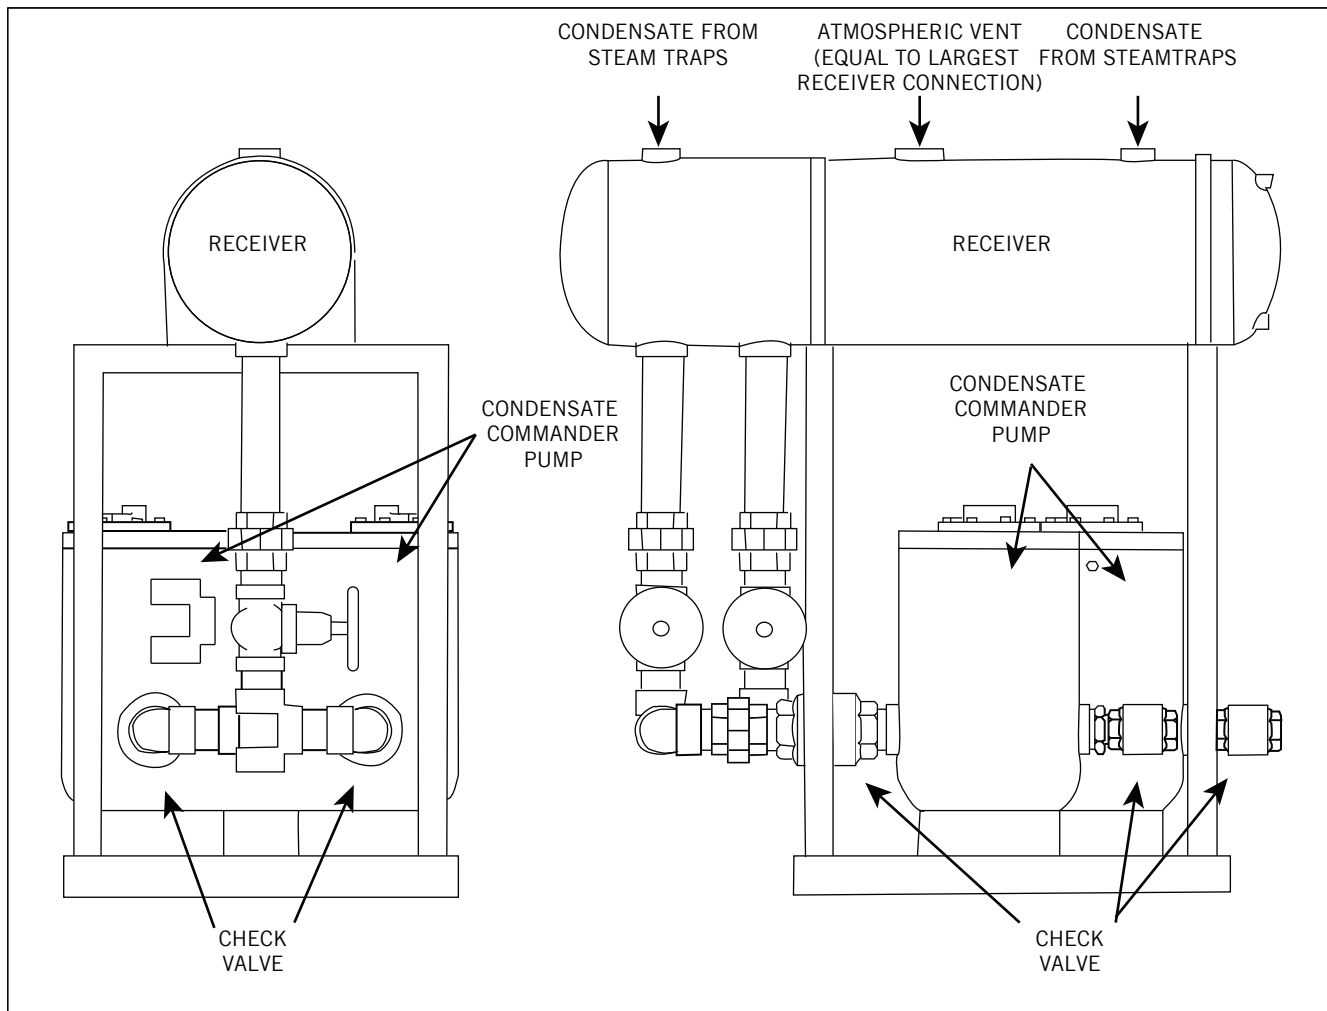 CONDENSATE FROM
STEAM TRAPS
ATMOSPHERIC VENT
(EQUAL TO LARGEST
RECEIVER CONNECTION)
CONDENSATE
FROM STEAMTRAPS
RECEIVER
RECEIVER
CONDENSATE
COMMANDER
PUMP
CONDENSATE
COMMANDER
PUMP
CHECK
VALVE
CHECK
VALVE